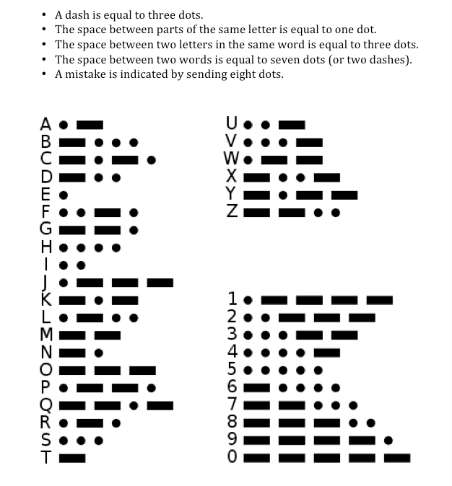 • A dash is equal to three dots.
• The space between parts of the same letter is equal to one dot.
• The space between two letters in the same word is equal to three dots.
• The space between two words is equal to seven dots (or two dashes).
• A mistake is indicated by sending eight dots.
A
B
C
D
E
F
G
H
I
J
K
L
M
N
O
P
Q
R
S
T
U
V
W
X
Y
Z
1
2
3
4
5
6
7
8
9
0